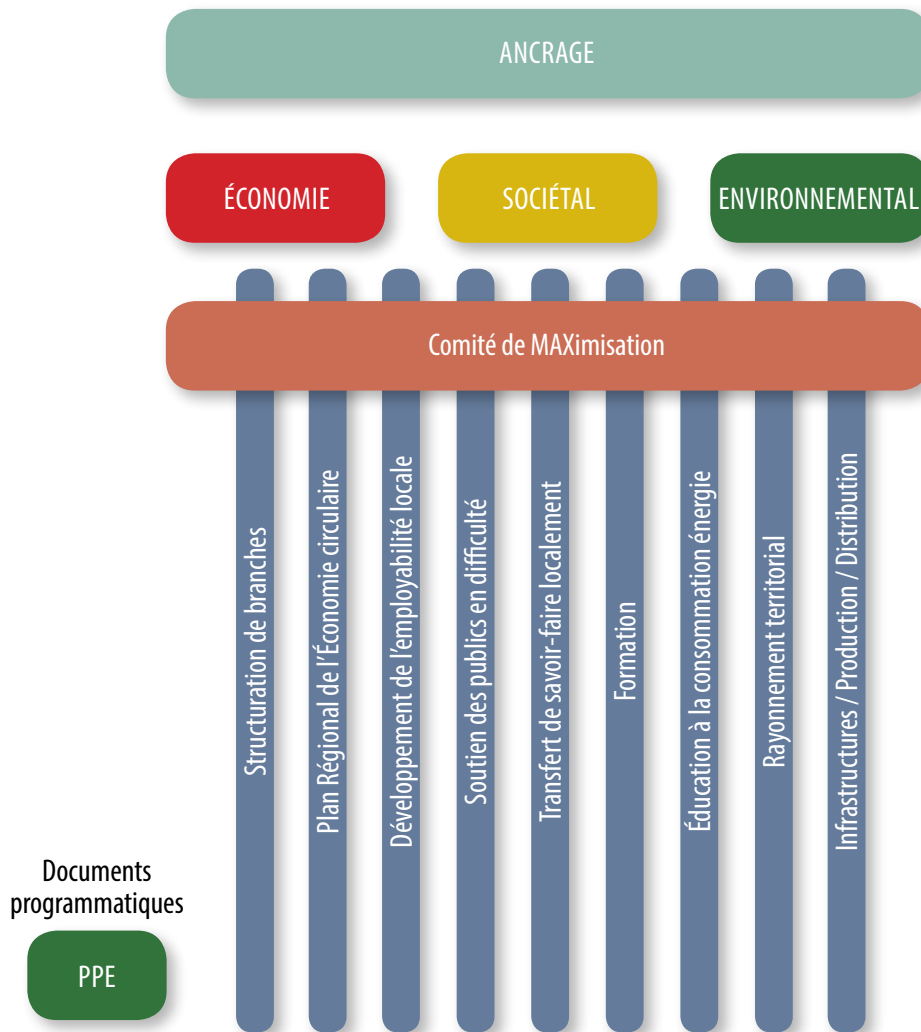 ANCRAGE
ÉCONOMIE
SOCIÉTAL
ENVIRONNEMENTAL
Comité de MAXimisation
Structuration de branches
Plan Régional de l'Économie circulaire
Développement de l'employabilité locale
Soutien des publics en difficulté
Transfert de savoir-faire localement
Formation
Éducation à la consommation énergie
Rayonnement territorial
Infrastructures / Production / Distribution
Documents
programmatiques
PPE